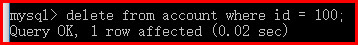 mysql> delete from account where id = 100;
Query OK, 1 row affected (0.02 sec)